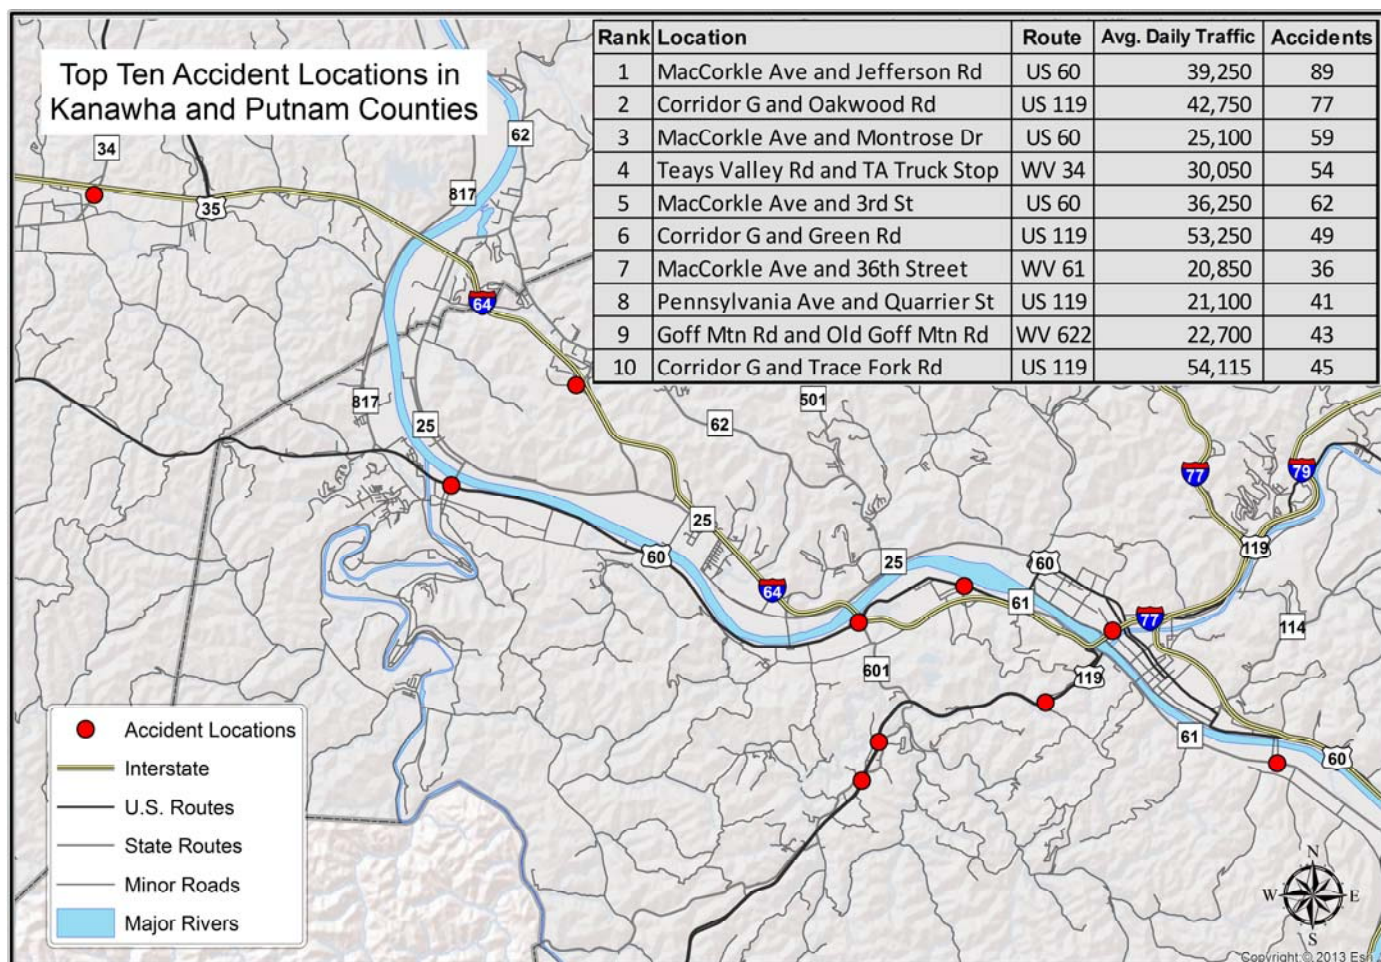 Top Ten Accident Locations in
Kanawha and Putnam Counties
Rank Location Route Avg. Daily Traffic Accidents
1 MacCorkle Ave and Jefferson Rd US 60 39,250 89
2 Corridor G and Oakwood Rd US 119 42,750 77
3 MacCorkle Ave and Montrose Dr US 60 25,100 59
4 Teays Valley Rd and TA Truck Stop WV 34 30,050 54
5 MacCorkle Ave and 3rd St US 60 36,250 62
6 Corridor G and Green Rd US 119 53,250 49
7 MacCorkle Ave and 36th Street WV 61 20,850 36
8 Pennsylvania Ave and Quarrier St US 119 21,100 41
9 Goff Mtn Rd and Old Goff Mtn Rd WV 622 22,700 43
10 Corridor G and Trace Fork Rd US 119 54,115 45
62
34
817
35
64
817
501
25
62
77
79
25
119
60
25
60
64
61
77
114
601
119
61
60
Accident Locations
Interstate
U.S. Routes
State Routes
Minor Roads
Major Rivers
N
W E
S
Copyright:© 2013 Esri